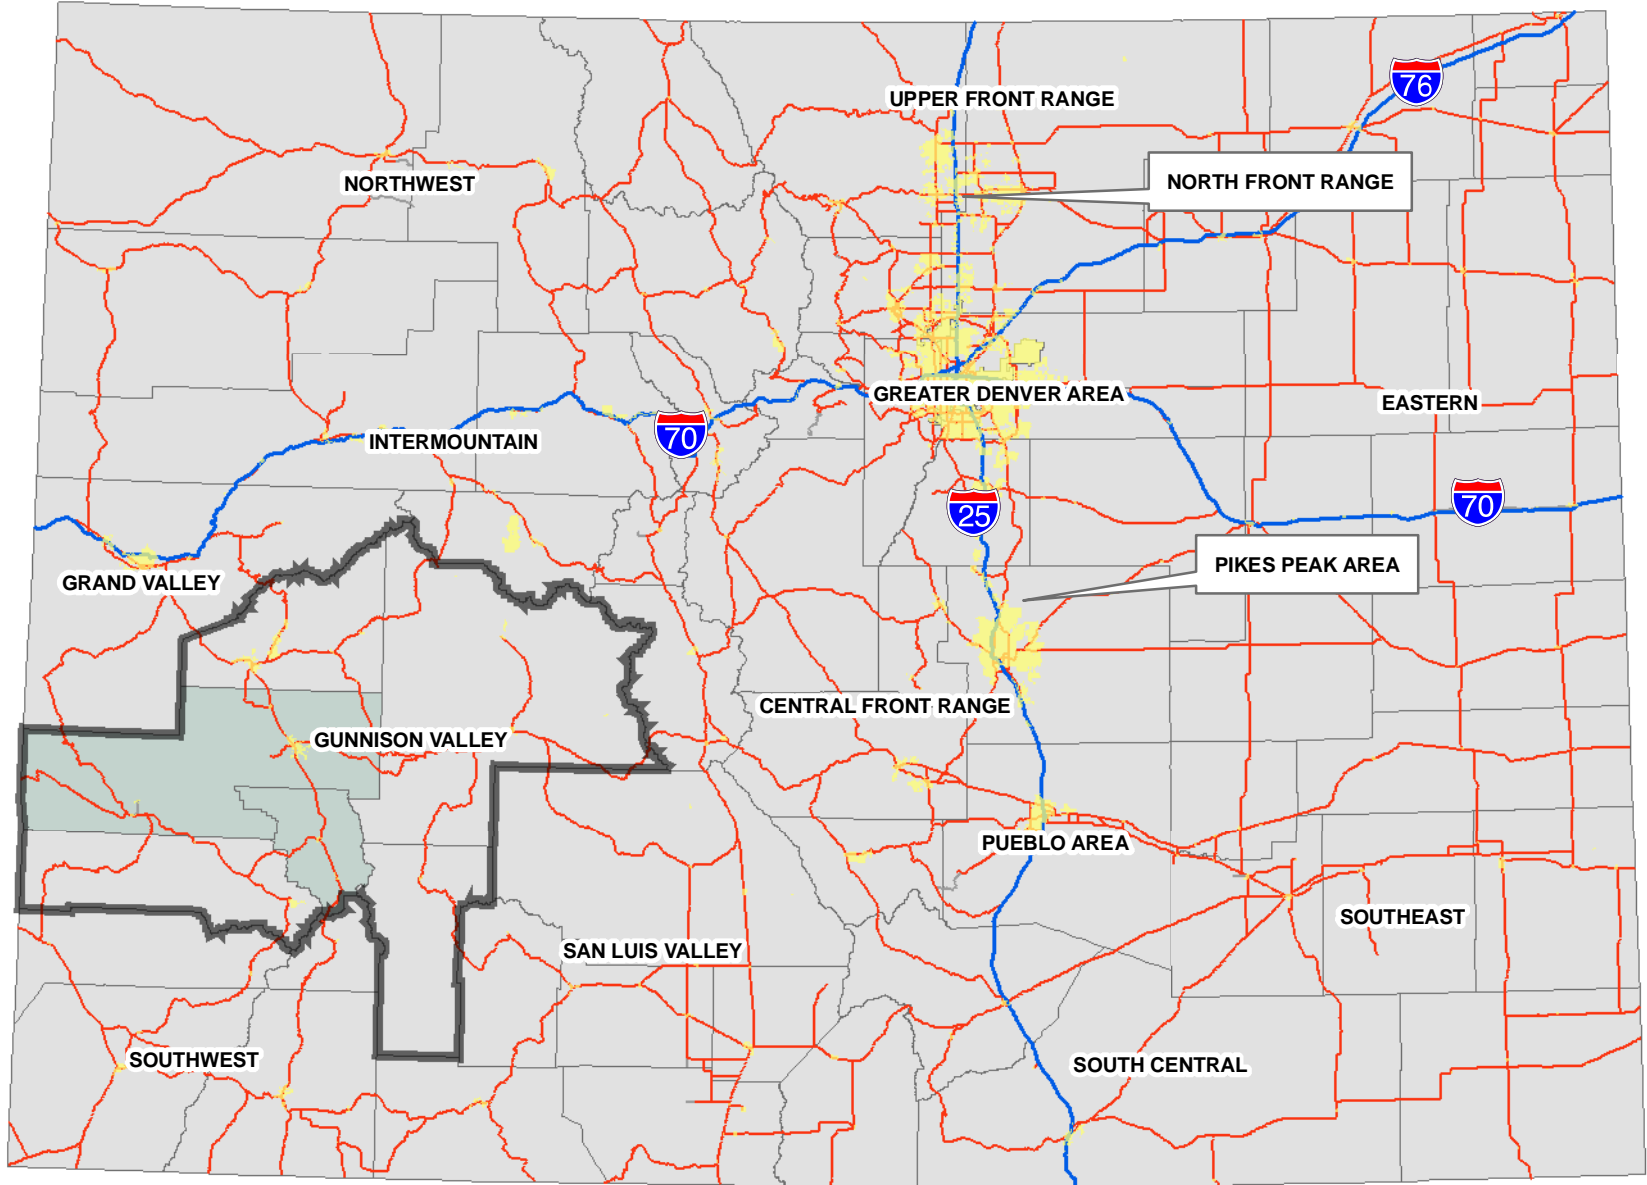 UPPER FRONT RANGE
76
NORTH FRONT RANGE
NORTHWEST
GREATER DENVER AREA
EASTERN
INTERMOUNTAIN
70
25
70
PIKES PEAK AREA
GRAND VALLEY
CENTRAL FRONT RANGE
GUNNISON VALLEY
PUEBLO AREA
SOUTHEAST
SAN LUIS VALLEY
SOUTHWEST
SOUTH CENTRAL